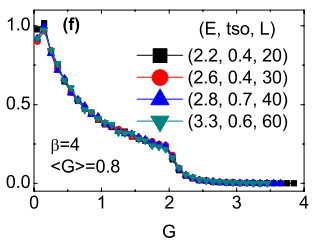 (f)
(E, tso, L)
(2.2, 0.4, 20)
(2.6, 0.4, 30)
(2.8, 0.7, 40)
(3.3, 0.6, 60)
1.0
0.5
0.0
β=4
<G>=0.8
0 1 2 3 4
G